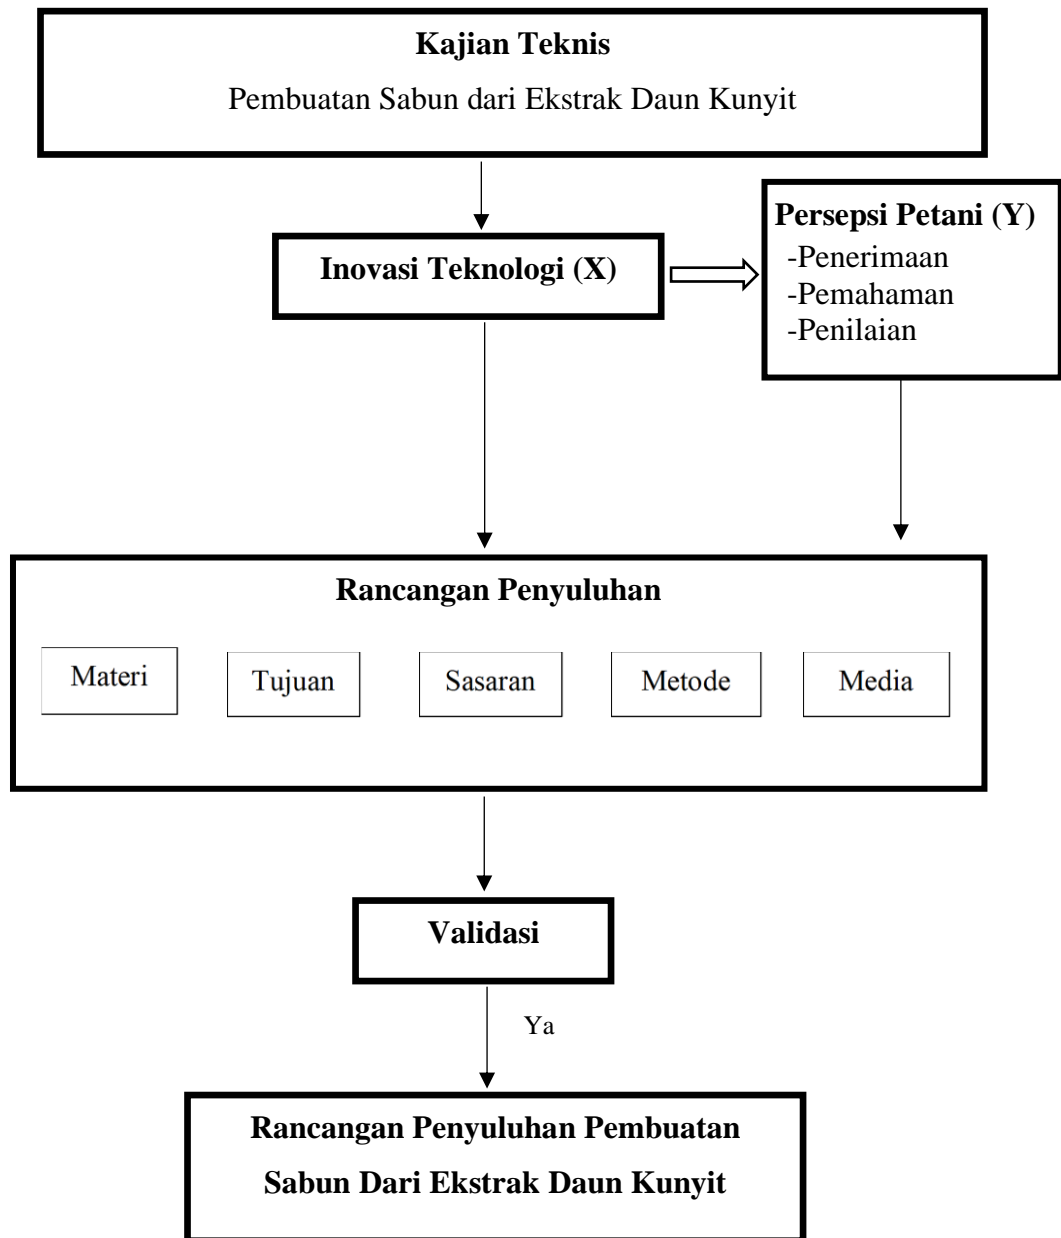 Kajian Teknis
Pembuatan Sabun dari Ekstrak Daun Kunyit
Persepsi Petani (Y)
-Penerimaan
-Pemahaman
-Penilaian
Inovasi Teknologi (X)
Rancangan Penyuluhan
Materi
Tujuan
Sasaran
Metode
Media
Validasi
Ya
Rancangan Penyuluhan Pembuatan
Sabun Dari Ekstrak Daun Kunyit